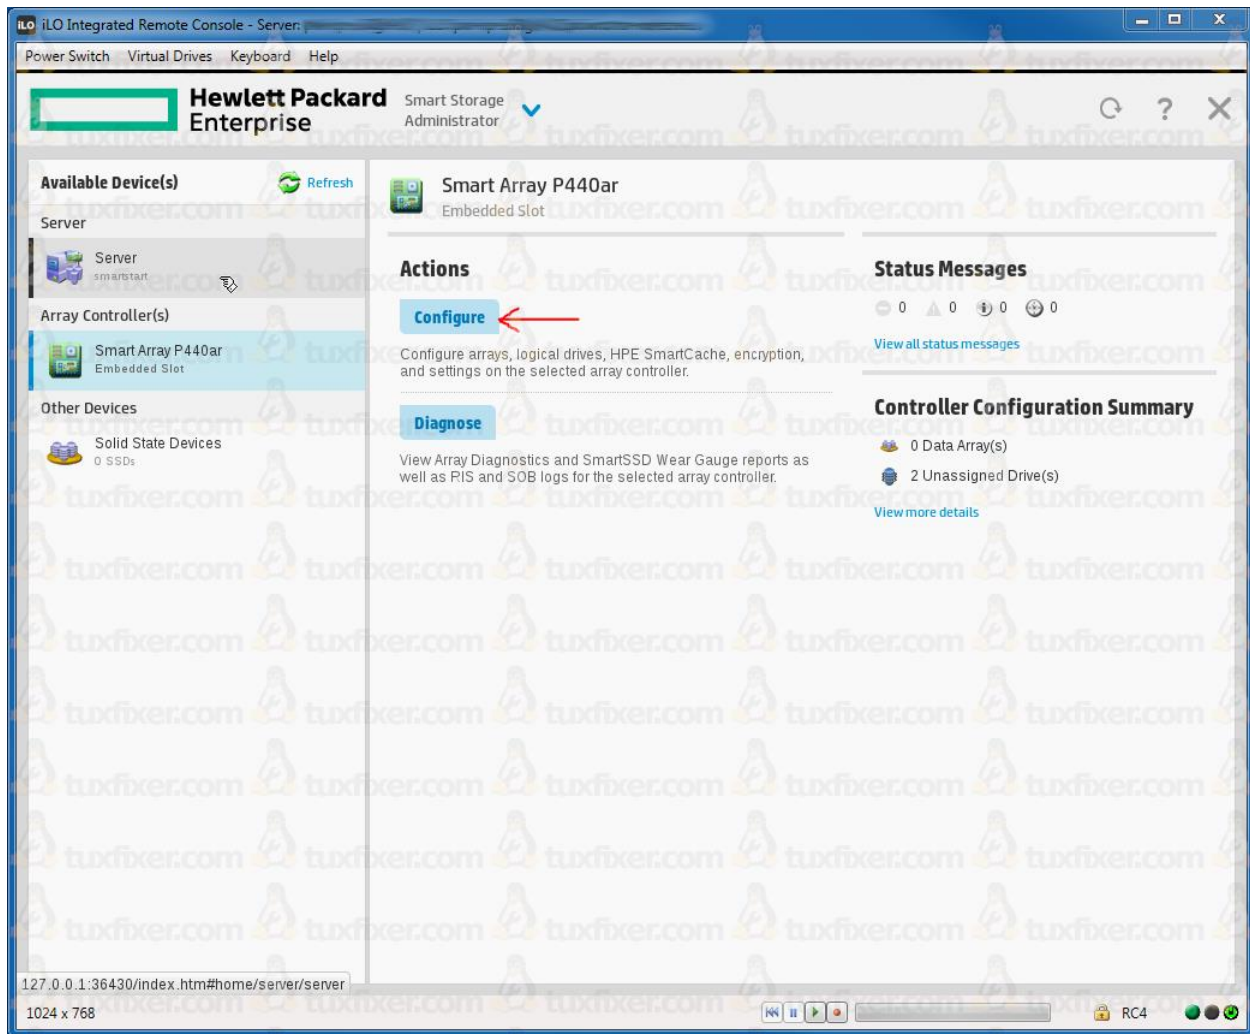 iLO Integrated Remote Console - Server:
Power Switch Virtual Drives Keyboard Help
Hewlett Packard
Enterprise
Smart Storage
Administrator
Available Device(s)
Refresh
Server
Server
smartstart
Array Controller(s)
Smart Array P440ar
Embedded Slot
Other Devices
Solid State Devices
0 SSDs
Smart Array P440ar
Embedded Slot
Actions
Configure
Configure arrays, logical drives, HPE SmartCache, encryption,
and settings on the selected array controller.
Diagnose
View Array Diagnostics and SmartSSD Wear Gauge reports as
well as RIS and SOB logs for the selected array controller.
Status Messages
0 0 0 0
View all status messages
Controller Configuration Summary
0 Data Array(s)
2 Unassigned Drive(s)
View more details
127.0.0.1:36430/index.htm#home/server/server
1024 x 768
RC4
tuxfixer.com